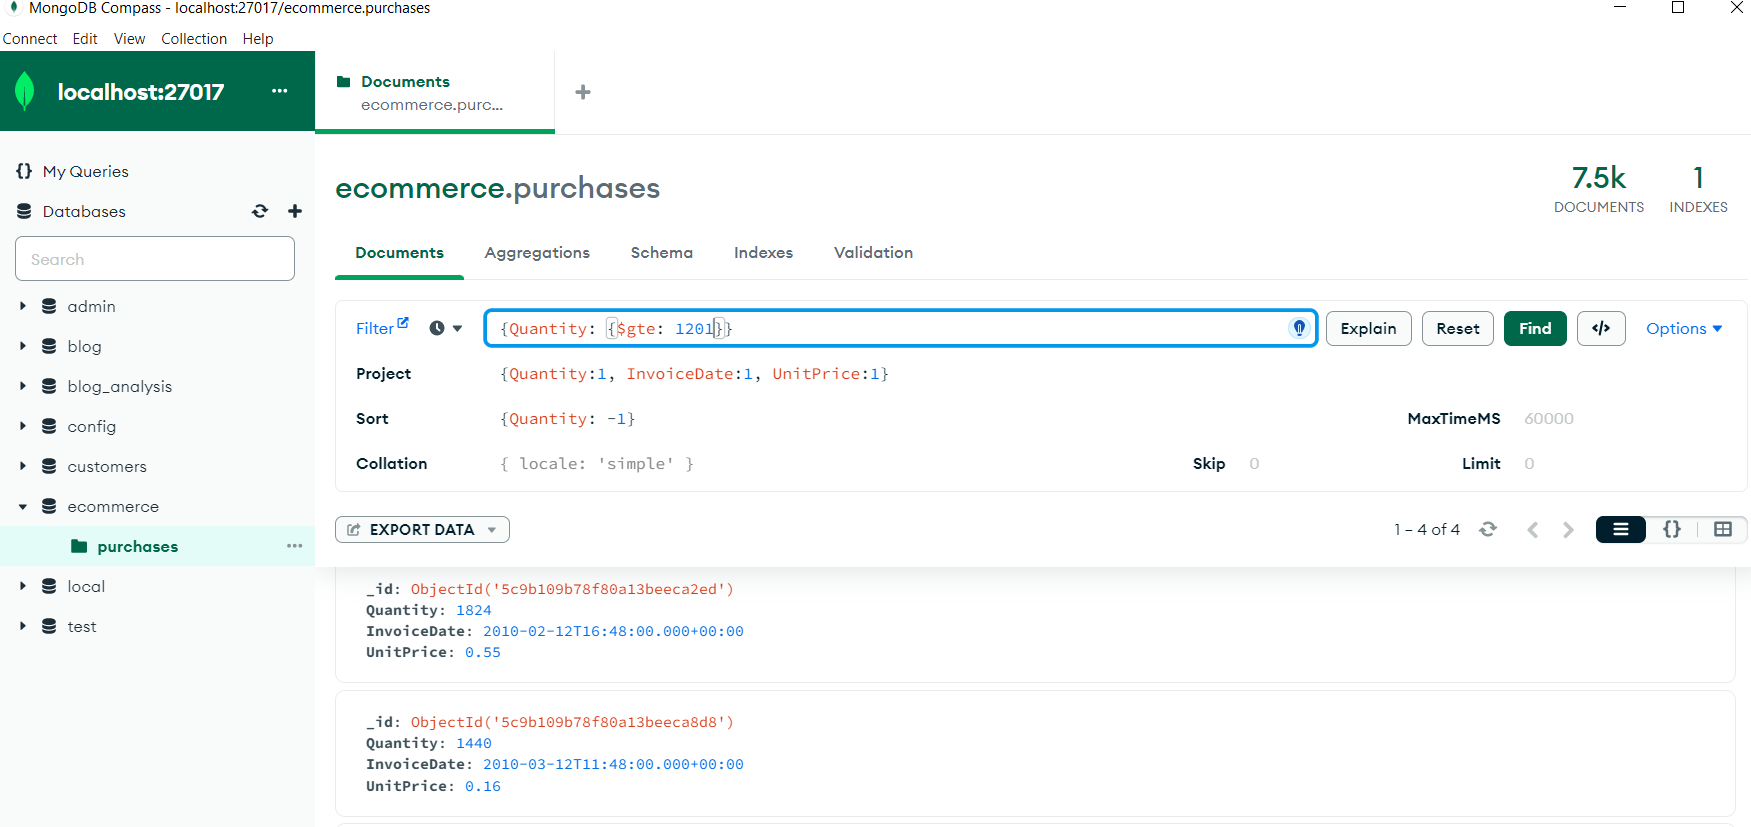 MongoDB Compass - localhost:27017/ecommerce.purchases
Connect Edit View Collection Help
localhost:27017
Documents
ecommerce.purc...
My Queries
Databases
Search
admin
blog
blog_analysis
config
customers
ecommerce
purchases
local
test
ecommerce.purchases
7.5k
DOCUMENTS
1
INDEXES
Documents Aggregations Schema Indexes Validation
Filter {Quantity: {$gte: 1201}} Explain Reset Find </> Options
Project {Quantity:1, InvoiceDate:1, UnitPrice:1}
Sort {Quantity: -1} MaxTimeMS 60000
Collation { locale: 'simple' } Skip 0 Limit 0
EXPORT DATA 1 – 4 of 4 {}
_id: ObjectId('5c9b109b78f80a13beeca2ed')
Quantity: 1824
InvoiceDate: 2010-02-12T16:48:00.000+00:00
UnitPrice: 0.55
_id: ObjectId('5c9b109b78f80a13beeca8d8')
Quantity: 1440
InvoiceDate: 2010-03-12T11:48:00.000+00:00
UnitPrice: 0.16